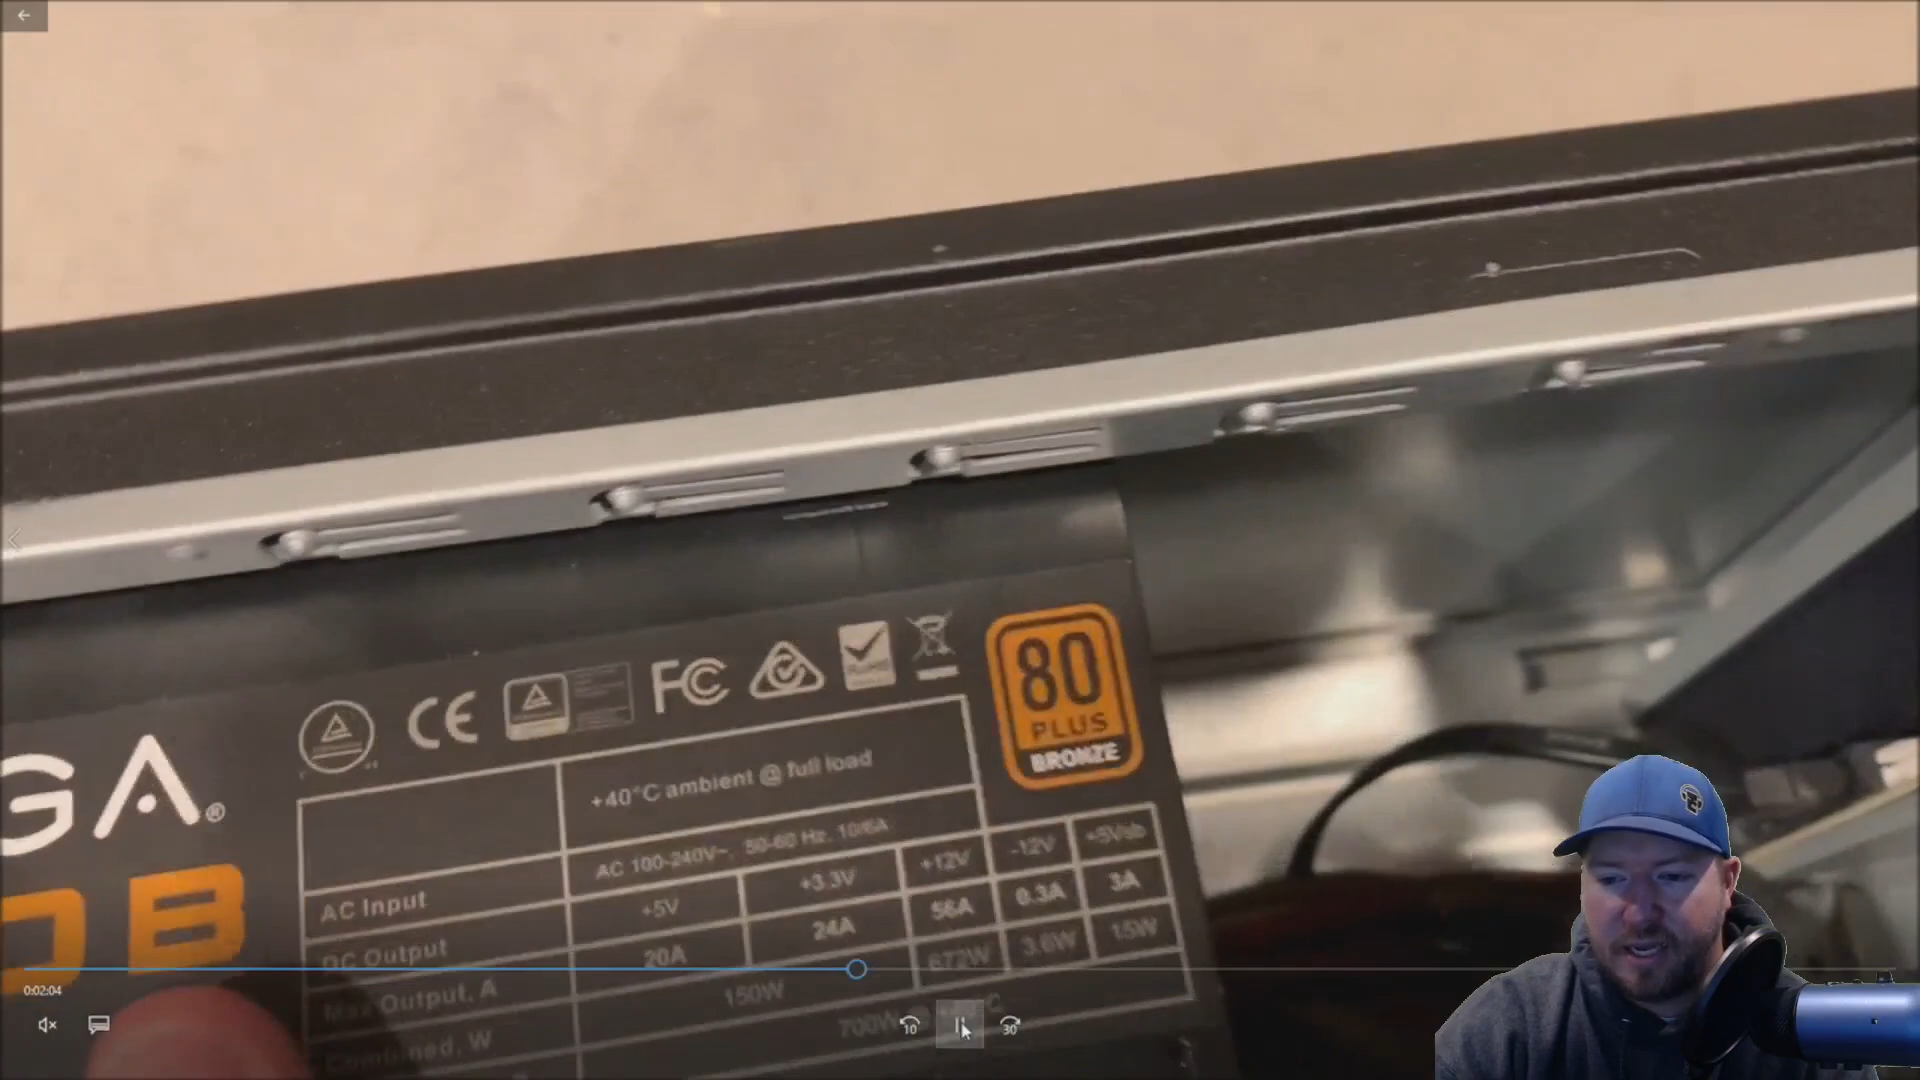 80
PLUS
BRONZE
CE
FC
GA®
0B
+40°C ambient @ full load
AC Input
AC 100-240V~, 50-60 Hz, 10/6A
DC Output
+5V
+3.3V
+12V
-12V
+5Vsb
Max Output, A
20A
24A
56A
0.3A
3A
Combined, W
150W
672W
3.6W
15W
700W
0:02:04
10
30